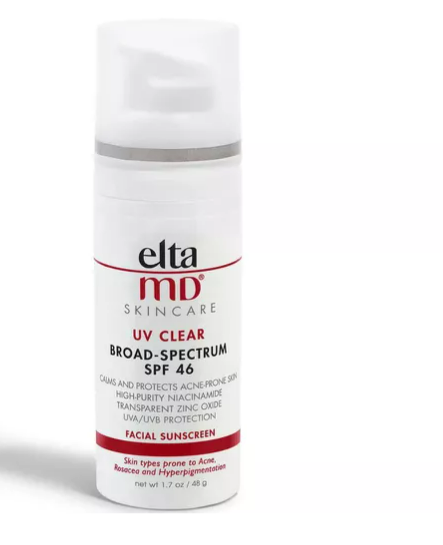 elta
MD®
SKINCARE
UV CLEAR
BROAD-SPECTRUM
SPF 46
CALMS AND PROTECTS ACNE-PRONE SKIN
HIGH-PURITY NIACINAMIDE
TRANSPARENT ZINC OXIDE
UVA/UVB PROTECTION
FACIAL SUNSCREEN
Skin types prone to Acne,
Rosacea and Hyperpigmentation
net wt 1.7 oz / 48 g